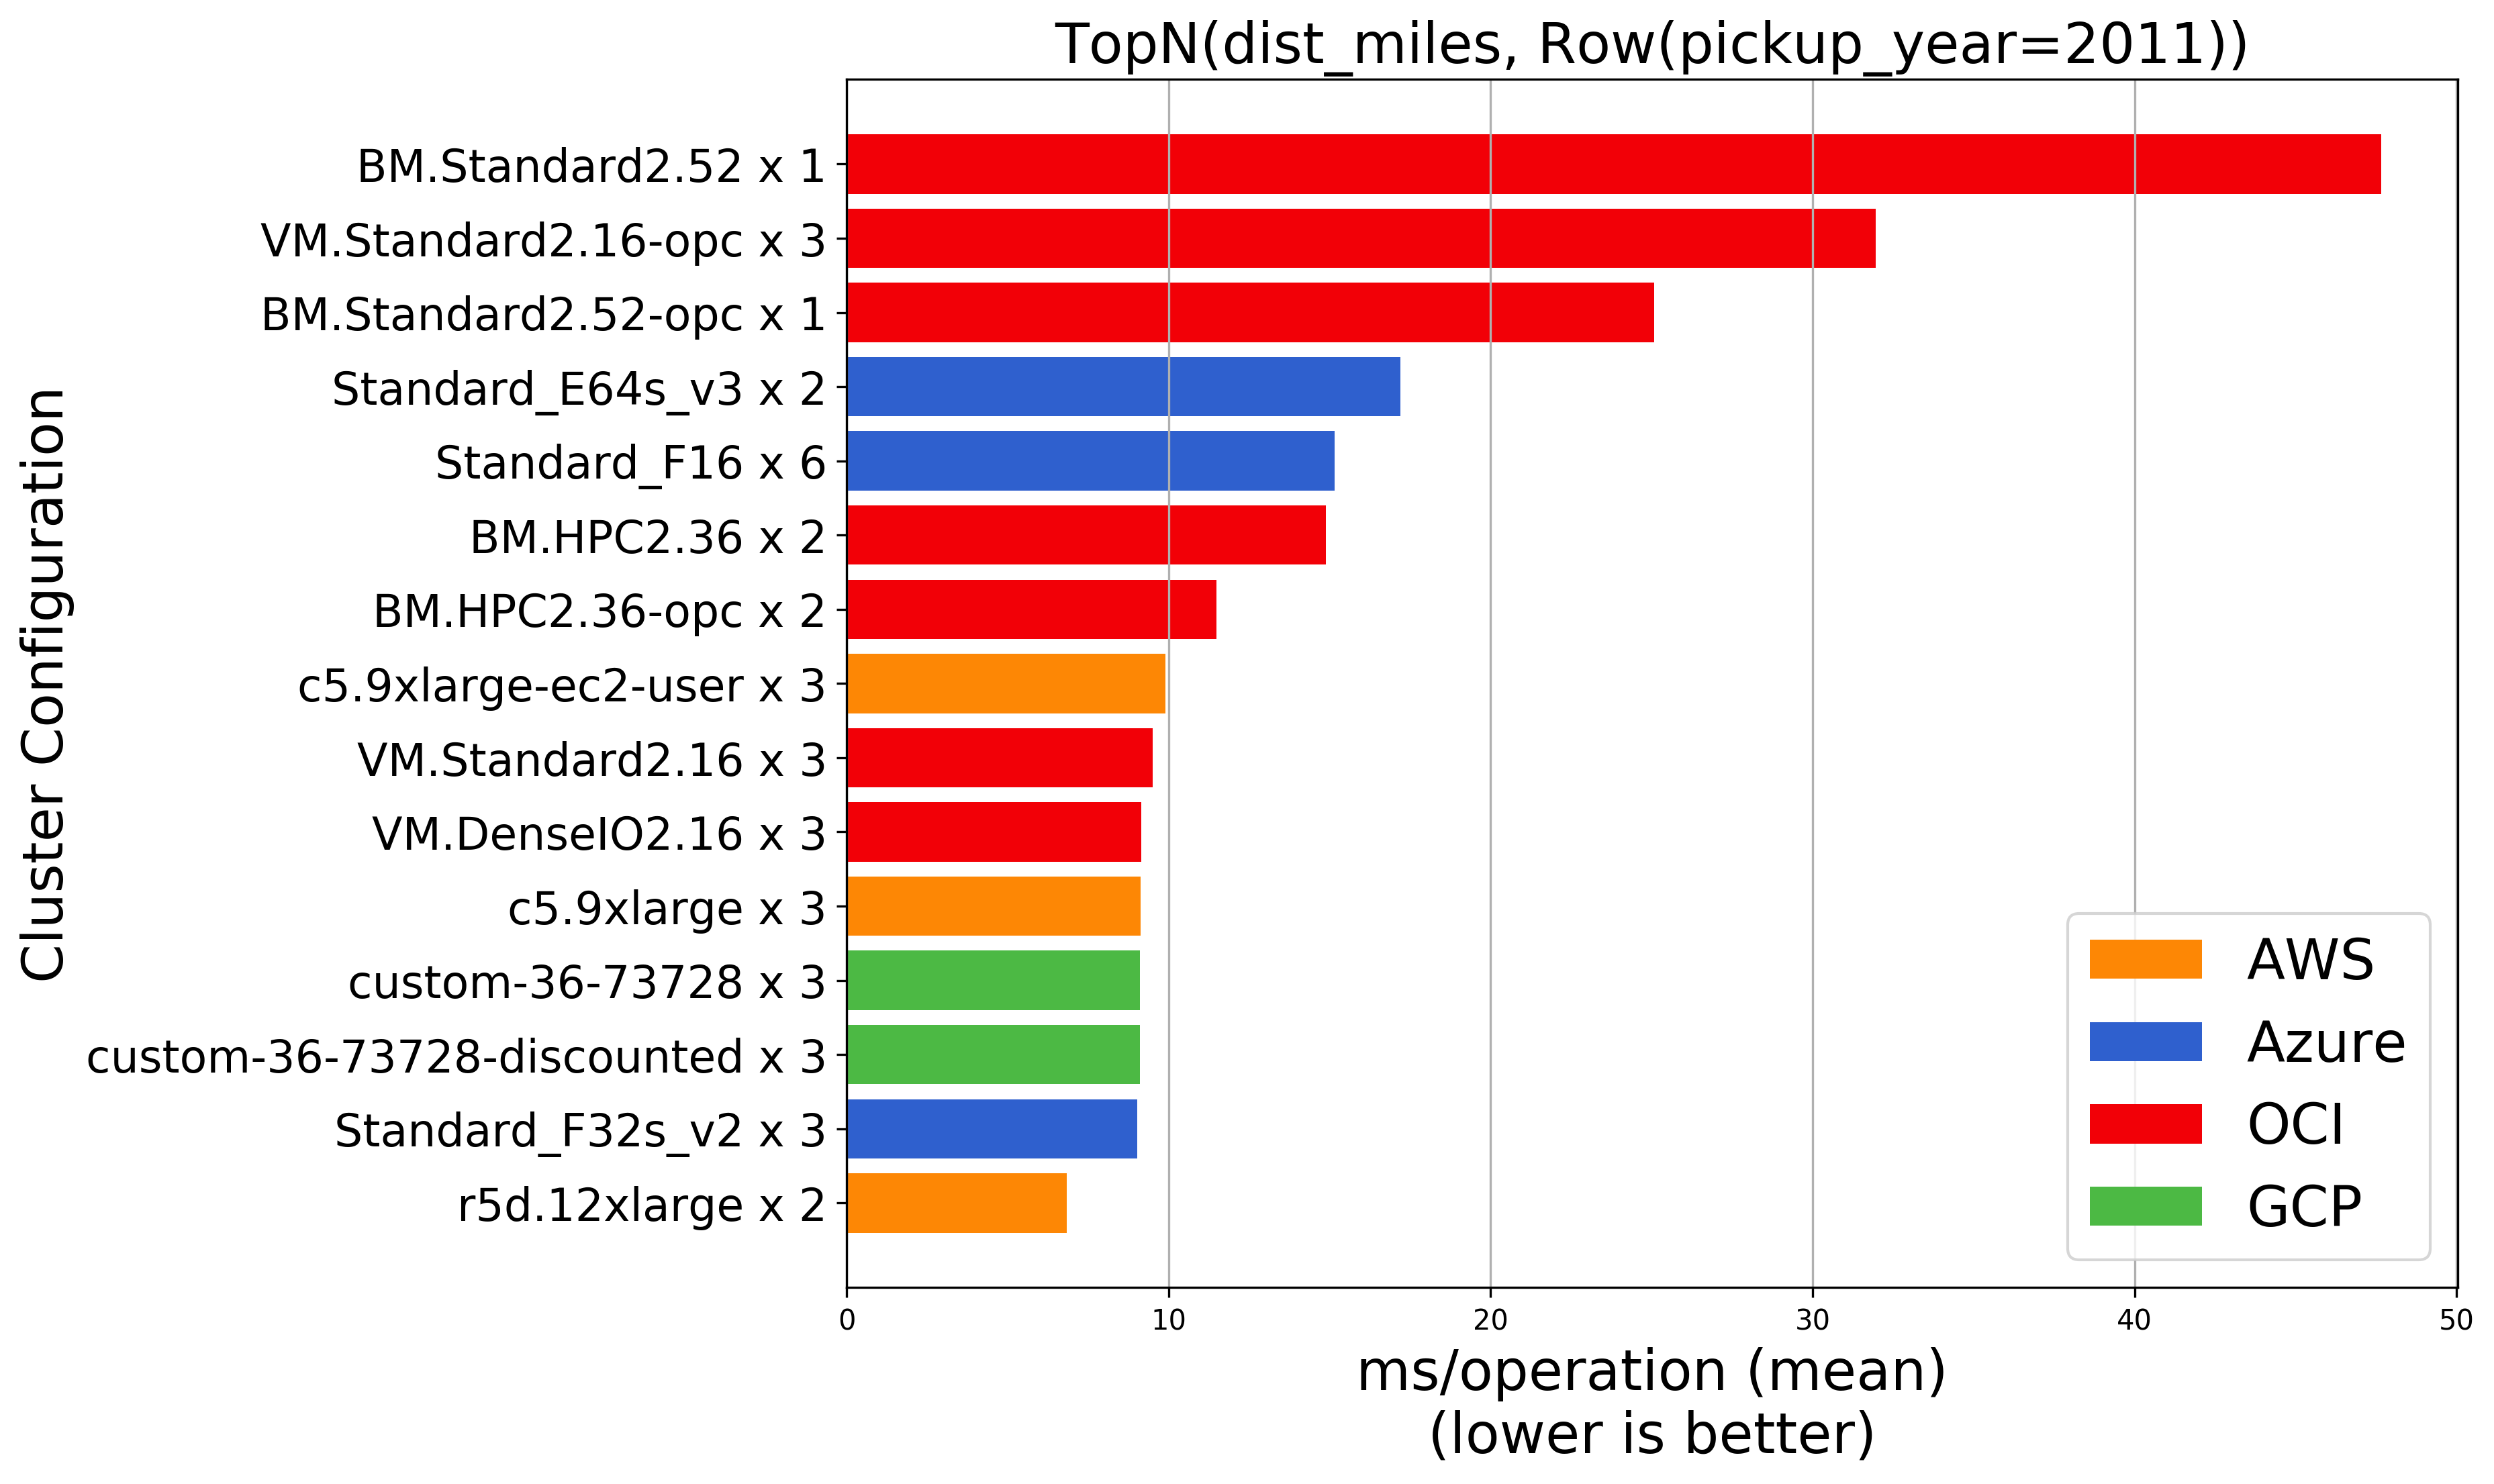 TopN(dist_miles, Row(pickup_year=2011))
Cluster Configuration
BM.Standard2.52 x 1
VM.Standard2.16-opc x 3
BM.Standard2.52-opc x 1
Standard_E64s_v3 x 2
Standard_F16 x 6
BM.HPC2.36 x 2
BM.HPC2.36-opc x 2
c5.9xlarge-ec2-user x 3
VM.Standard2.16 x 3
VM.DenseIO2.16 x 3
c5.9xlarge x 3
custom-36-73728 x 3
custom-36-73728-discounted x 3
Standard_F32s_v2 x 3
r5d.12xlarge x 2
AWS
Azure
OCI
GCP
0 10 20 30 40 50
ms/operation (mean)
(lower is better)